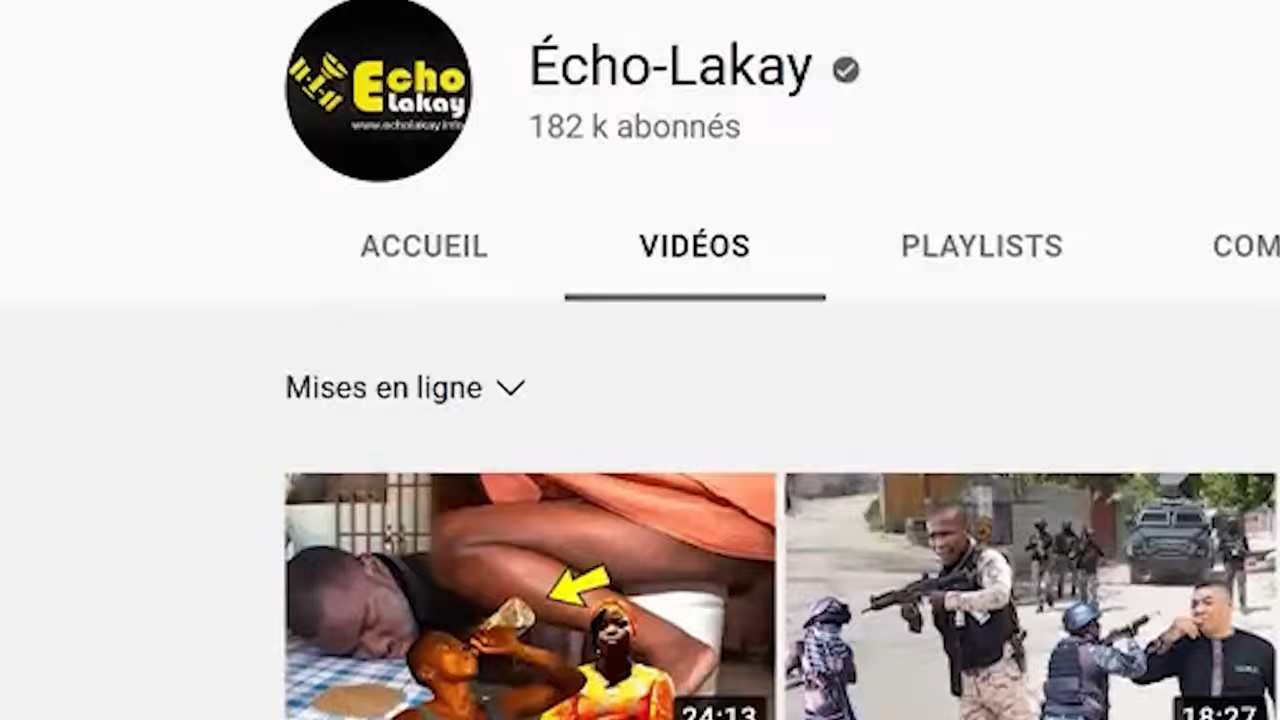 Écho
Lakay
www.echolakay.info
Écho-Lakay
182 k abonnés
ACCUEIL
VIDÉOS
PLAYLISTS
COM
Mises en ligne
24:13
18:27